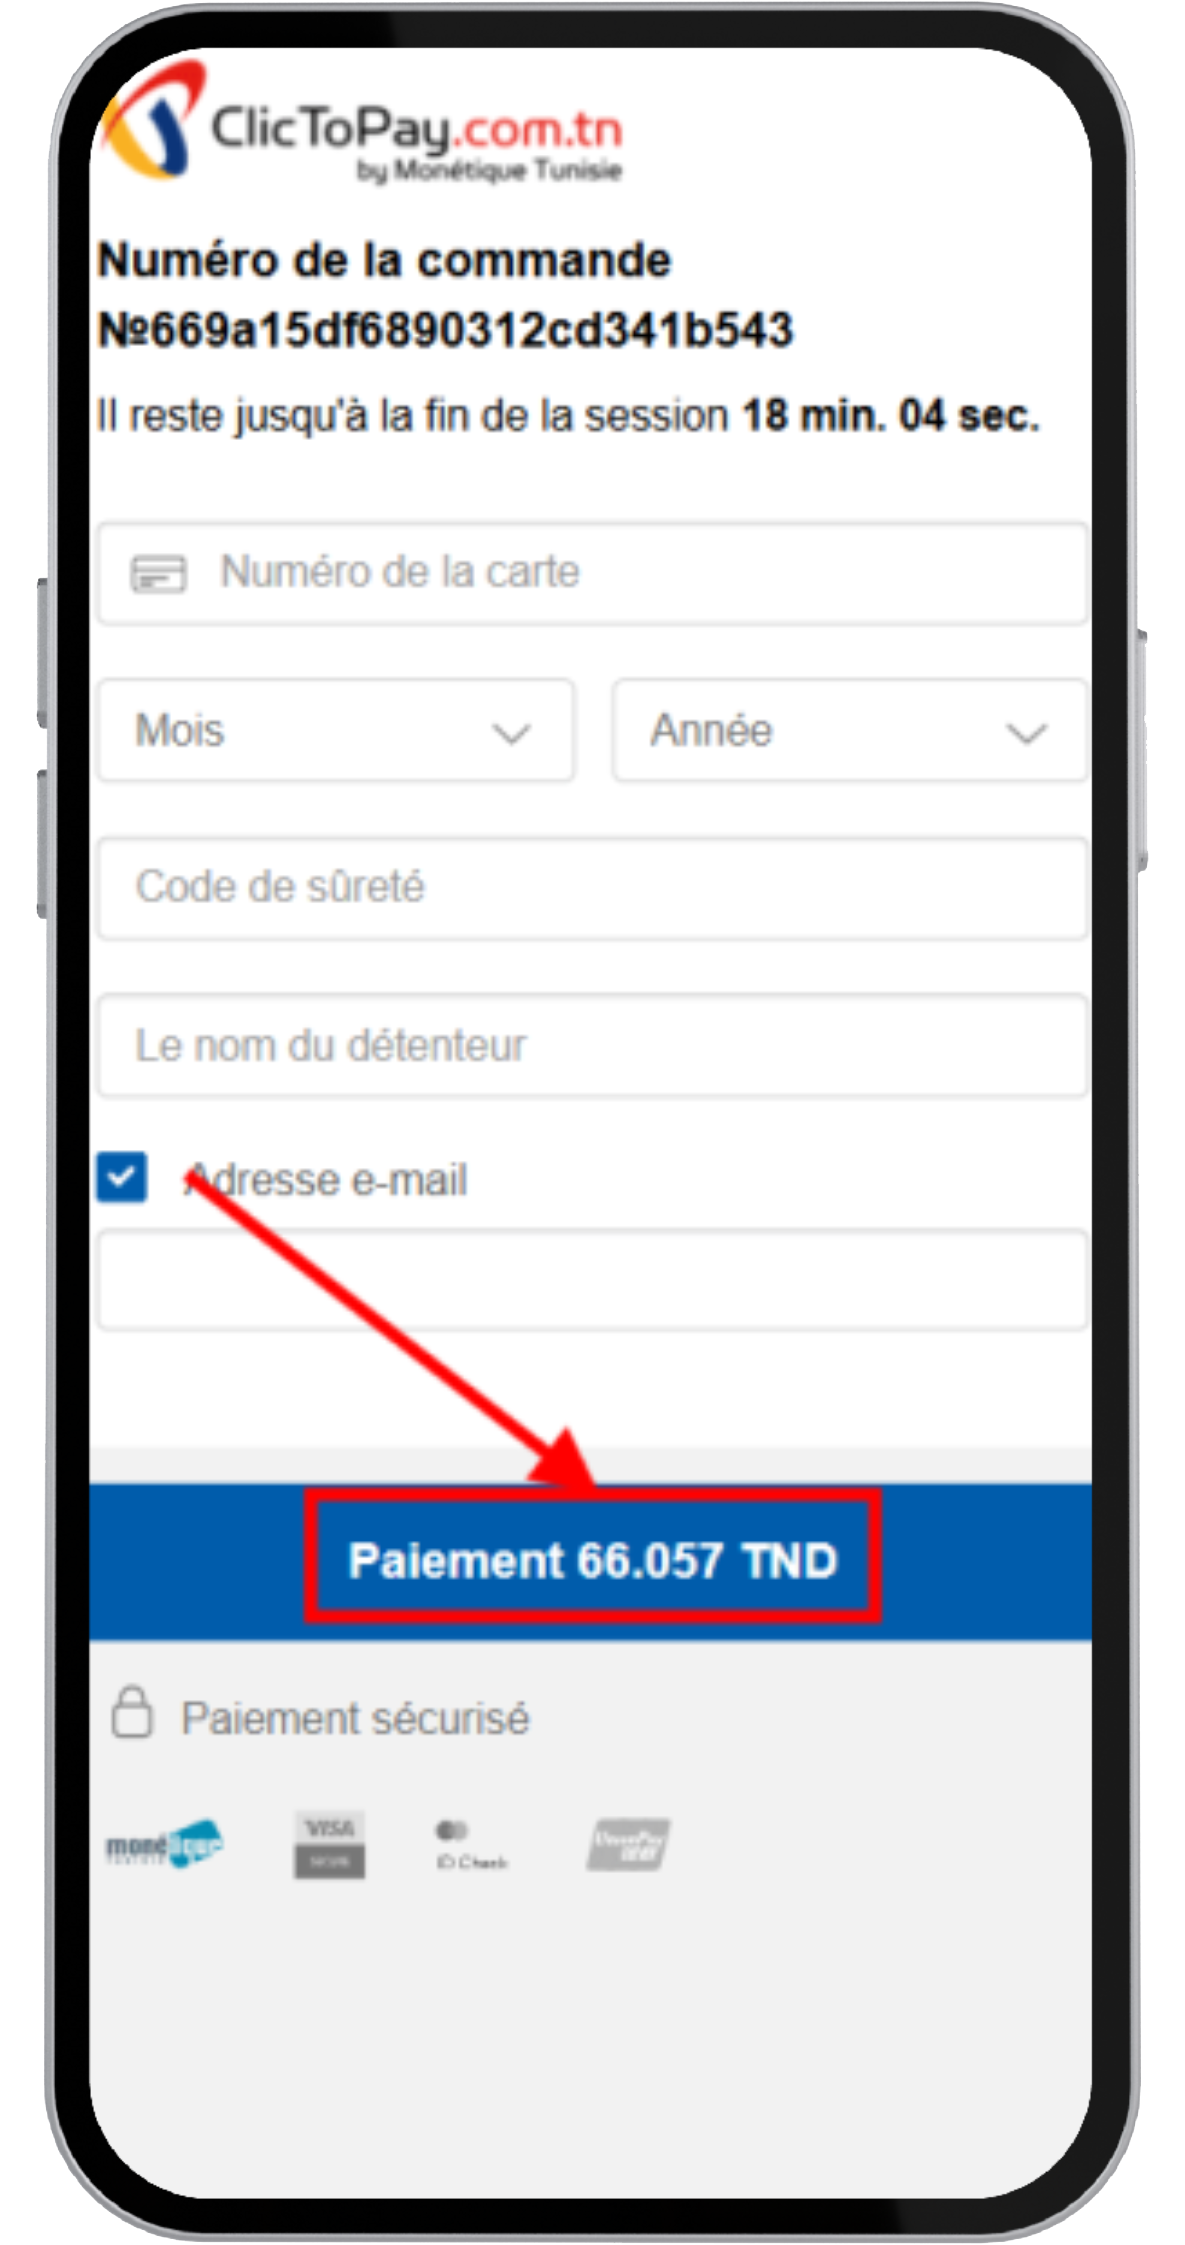 ClicToPay.com.tn
by Monétique Tunisie
Numéro de la commande
№669a15df6890312cd341b543
Il reste jusqu'à la fin de la session 18 min. 04 sec.
Numéro de la carte
Mois
Année
Code de sûreté
Le nom du détenteur
Adresse e-mail
Paiement 66.057 TND
Paiement sécurisé
monétique
VISA
ID Check
UnionPay